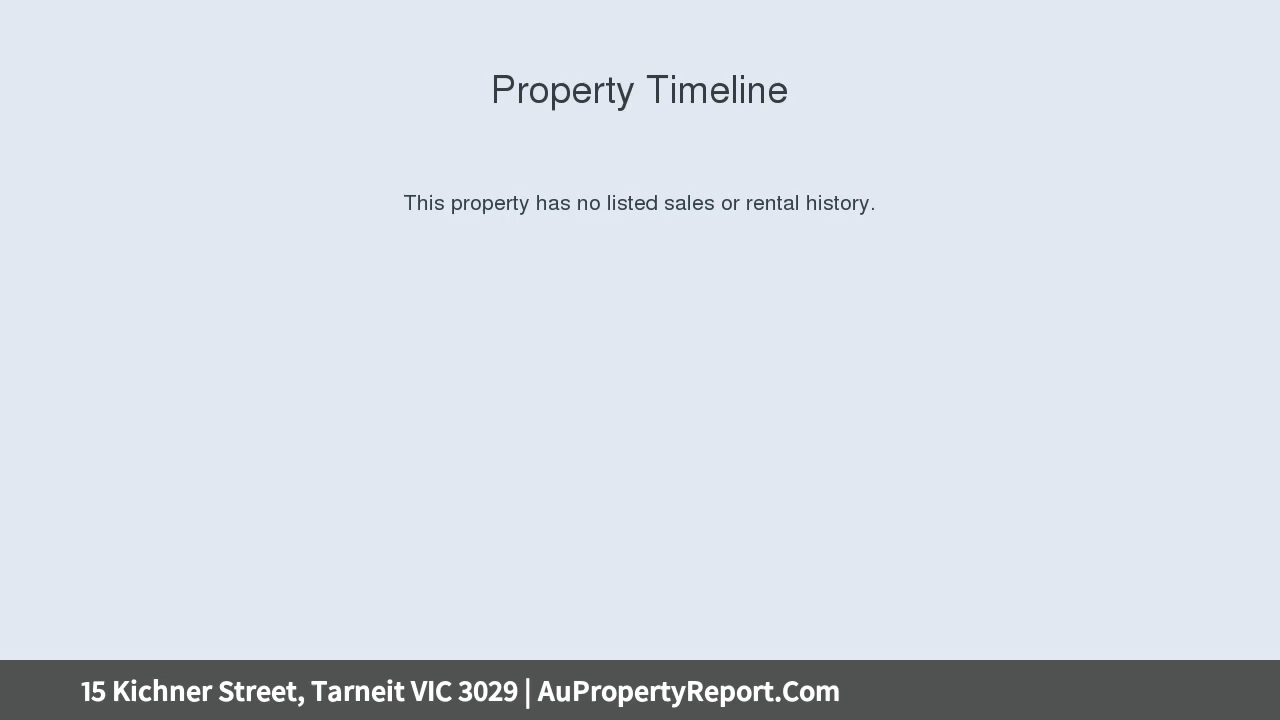 Property Timeline
This property has no listed sales or rental history.
15 Kichner Street, Tarneit VIC 3029 | AuPropertyReport.Com